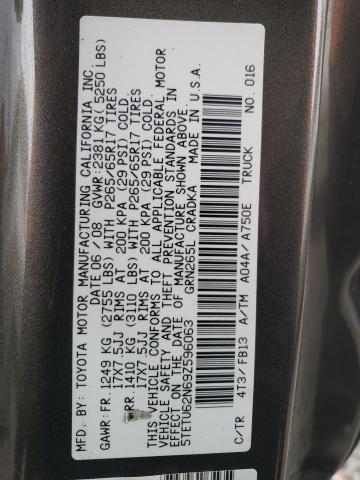 MFD. BY: TOYOTA MOTOR MANUFACTURING CALIFORNIA INC
DATE 06/08 GVWR: 2381 KG (5250 LBS)
GAWR: FR. 1249 KG (2755 LBS) WITH P265/65R17 TIRES
17X7.5JJ RIMS AT 200 KPA (29 PSI) COLD.
RR. 1410 KG (3110 LBS) WITH P265/65R17 TIRES
17X7.5JJ RIMS AT 200 KPA (29 PSI) COLD.
THIS VEHICLE CONFORMS TO ALL APPLICABLE FEDERAL MOTOR
VEHICLE SAFETY AND THEFT PREVENTION STANDARDS IN
EFFECT ON THE DATE OF MANUFACTURE SHOWN ABOVE.
5TETU62N69Z596063 GRN265L CRADKA MADE IN U.S.A.
C/TR 4T3/FB13 A/TM A04A/A750E TRUCK NO. 016